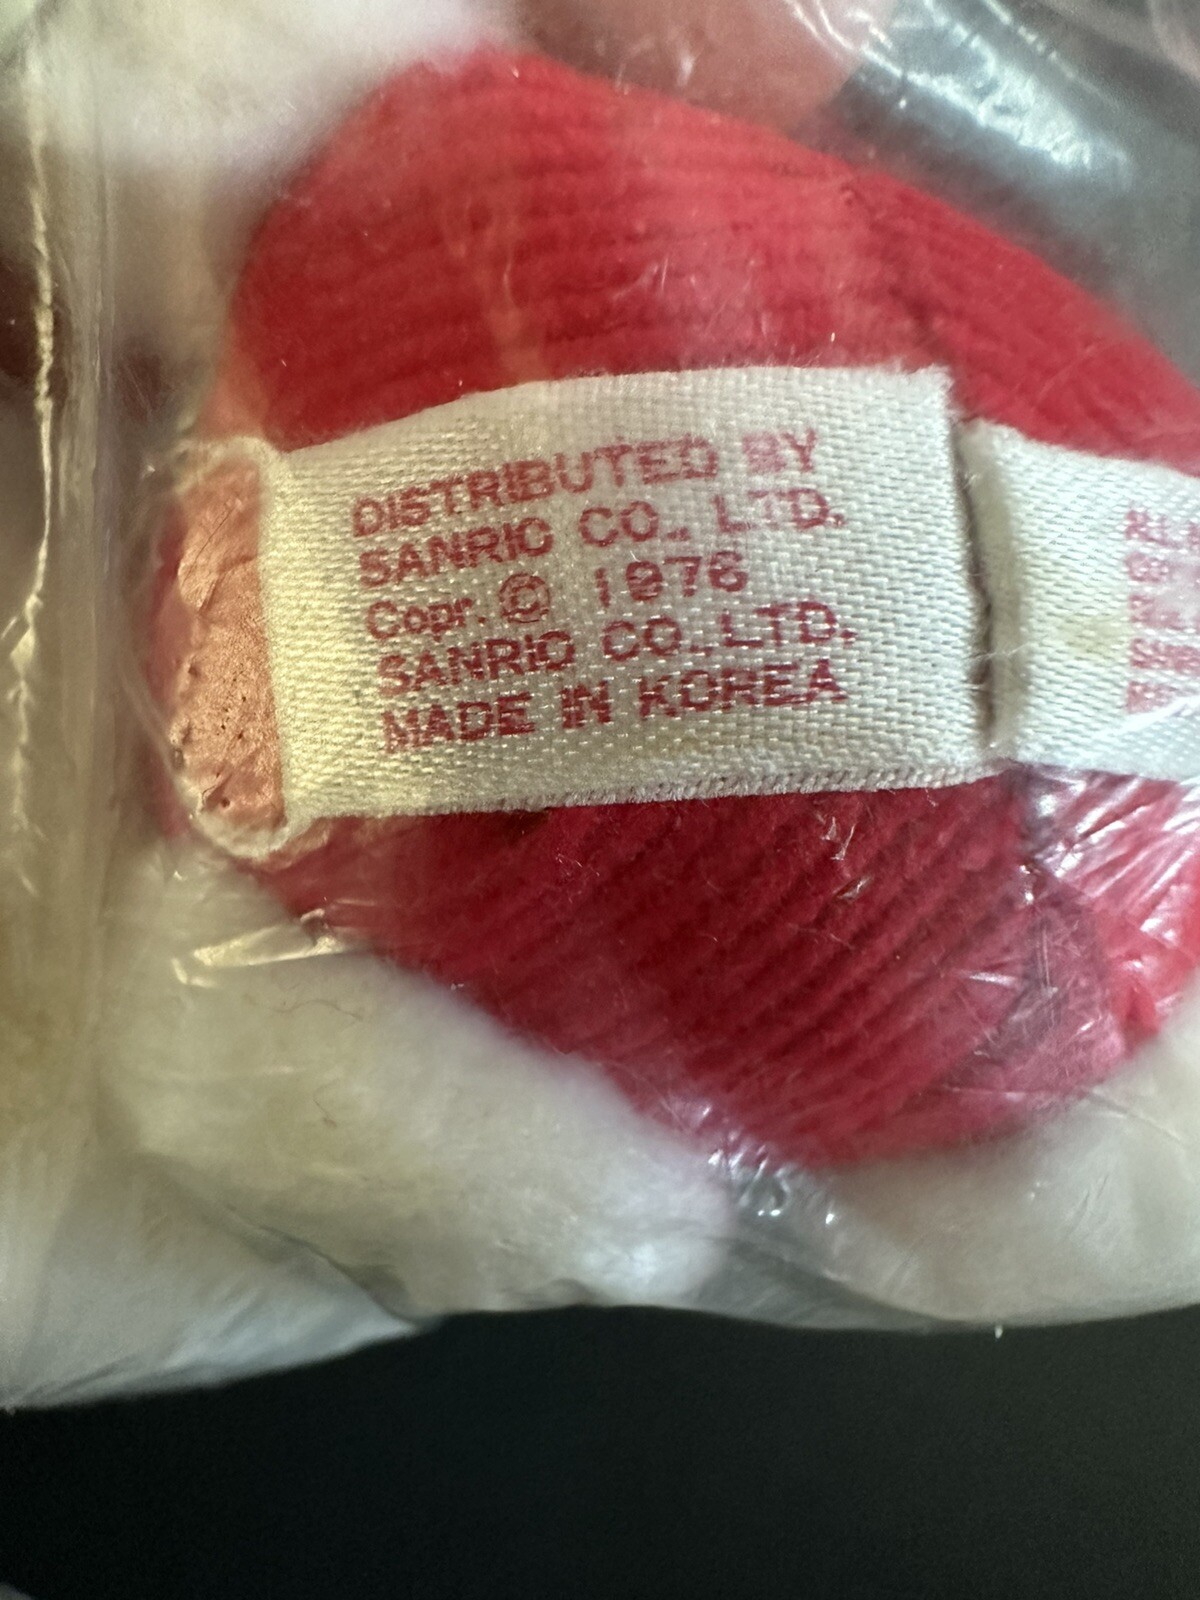 DISTRIBUTED BY
SANRIO CO., LTD.
Copr. © 1976
SANRIO CO., LTD.
MADE IN KOREA